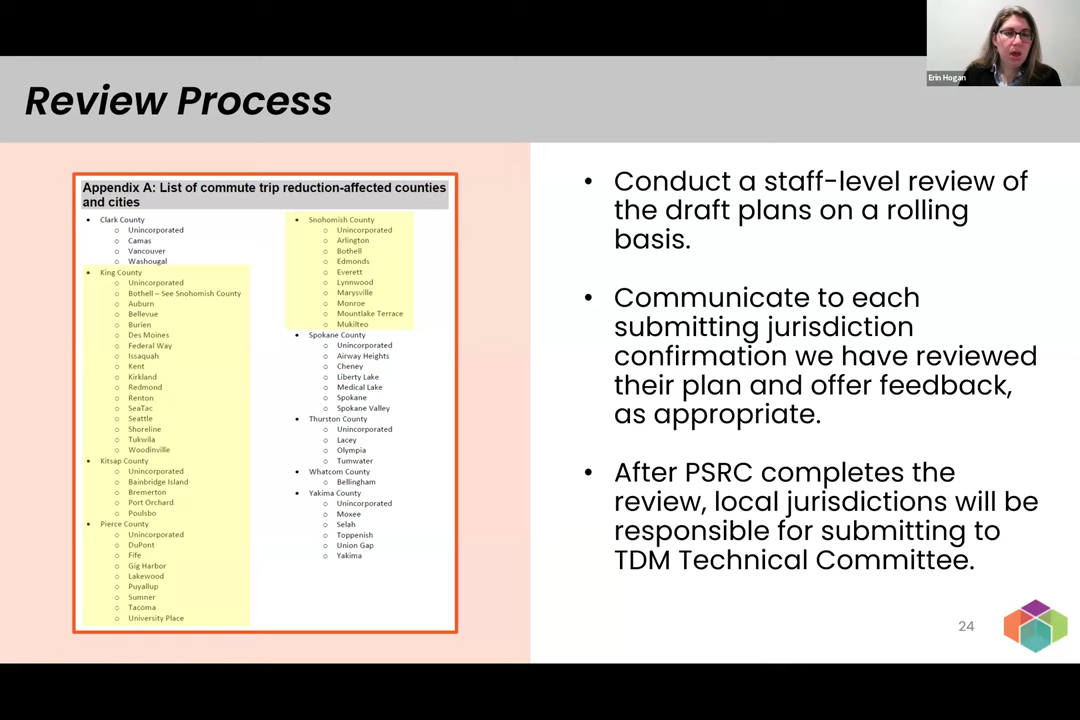 Erin Hogan
Review Process
Appendix A: List of commute trip reduction-affected counties
and cities
• Clark County
o Unincorporated
o Camas
o Vancouver
o Washougal
• King County
o Unincorporated
o Bothell – See Snohomish County
o Auburn
o Bellevue
o Burien
o Des Moines
o Federal Way
o Issaquah
o Kent
o Kirkland
o Redmond
o Renton
o SeaTac
o Seattle
o Shoreline
o Tukwila
o Woodinville
• Kitsap County
o Unincorporated
o Bainbridge Island
o Bremerton
o Port Orchard
o Poulsbo
• Pierce County
o Unincorporated
o DuPont
o Fife
o Gig Harbor
o Lakewood
o Puyallup
o Sumner
o Tacoma
o University Place
• Snohomish County
o Unincorporated
o Arlington
o Bothell
o Edmonds
o Everett
o Lynnwood
o Marysville
o Monroe
o Mountlake Terrace
o Mukilteo
• Spokane County
o Unincorporated
o Airway Heights
o Cheney
o Liberty Lake
o Medical Lake
o Spokane
o Spokane Valley
• Thurston County
o Unincorporated
o Lacey
o Olympia
o Tumwater
• Whatcom County
o Bellingham
• Yakima County
o Unincorporated
o Moxee
o Selah
o Toppenish
o Union Gap
o Yakima
• Conduct a staff-level review of
the draft plans on a rolling
basis.
• Communicate to each
submitting jurisdiction
confirmation we have reviewed
their plan and offer feedback,
as appropriate.
• After PSRC completes the
review, local jurisdictions will be
responsible for submitting to
TDM Technical Committee.
24